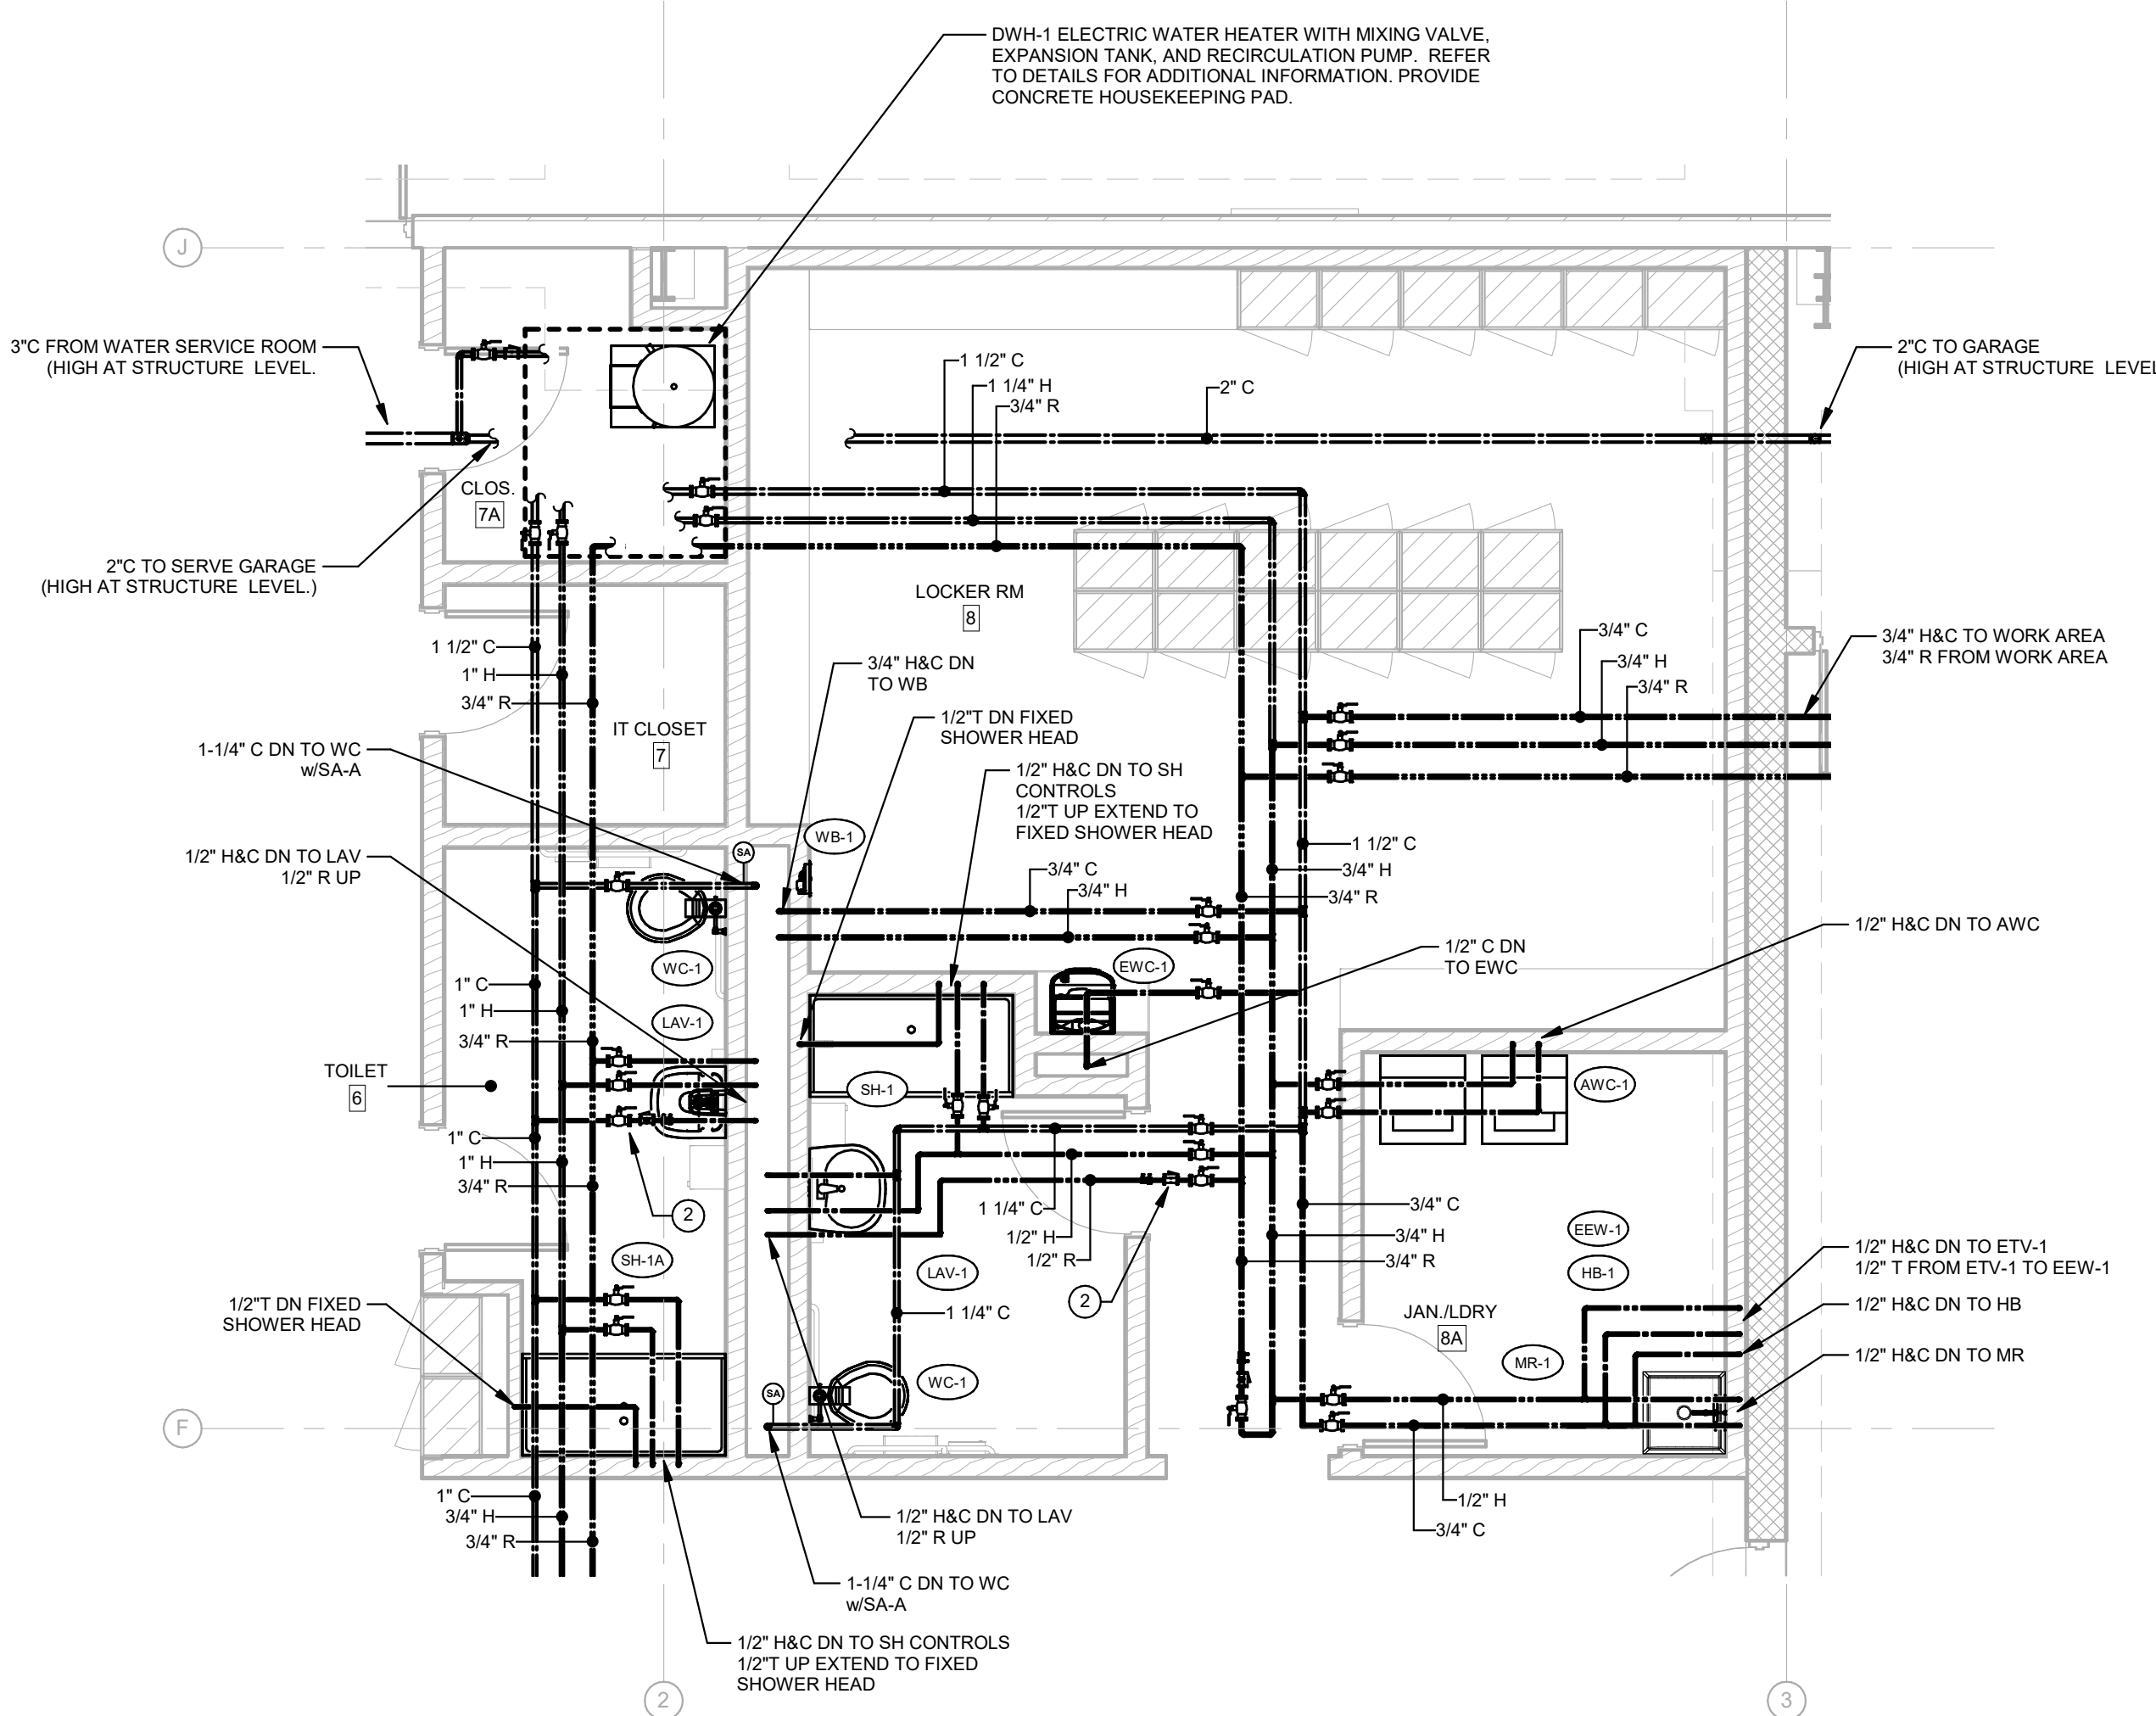 DWH-1 ELECTRIC WATER HEATER WITH MIXING VALVE,
EXPANSION TANK, AND RECIRCULATION PUMP. REFER
TO DETAILS FOR ADDITIONAL INFORMATION. PROVIDE
CONCRETE HOUSEKEEPING PAD.
J
3"C FROM WATER SERVICE ROOM
(HIGH AT STRUCTURE LEVEL.
1 1/2" C
1 1/4" H
3/4" R
2" C
2"C TO GARAGE
(HIGH AT STRUCTURE LEVEL
CLOS.
7A
2"C TO SERVE GARAGE
(HIGH AT STRUCTURE LEVEL.)
LOCKER RM
8
1 1/2" C
1" H
3/4" R
IT CLOSET
7
3/4" C
3/4" H
3/4" R
3/4" H&C TO WORK AREA
3/4" R FROM WORK AREA
3/4" H&C DN
TO WB
1/2"T DN FIXED
SHOWER HEAD
1/2" H&C DN TO SH
CONTROLS
1/2"T UP EXTEND TO
FIXED SHOWER HEAD
1-1/4" C DN TO WC
w/SA-A
1/2" H&C DN TO LAV
1/2" R UP
SA
WB-1
3/4" C
3/4" H
1 1/2" C
3/4" H
3/4" R
WC-1
1" C
1" H
3/4" R
LAV-1
EWC-1
1/2" C DN
TO EWC
1/2" H&C DN TO AWC
TOILET
6
SH-1
AWC-1
1" C
1" H
3/4" R
2
1 1/4" C
1/2" H
1/2" R
2
3/4" C
3/4" H
3/4" R
SH-1A
LAV-1
1 1/4" C
EEW-1
HB-1
1/2" H&C DN TO ETV-1
1/2" T FROM ETV-1 TO EEW-1
1/2" H&C DN TO HB
1/2" H&C DN TO MR
1/2"T DN FIXED
SHOWER HEAD
JAN./LDRY
8A
MR-1
WC-1
SA
F
1" C
3/4" H
3/4" R
1/2" H
3/4" C
1/2" H&C DN TO LAV
1/2" R UP
1-1/4" C DN TO WC
w/SA-A
1/2" H&C DN TO SH CONTROLS
1/2"T UP EXTEND TO FIXED
SHOWER HEAD
2
3